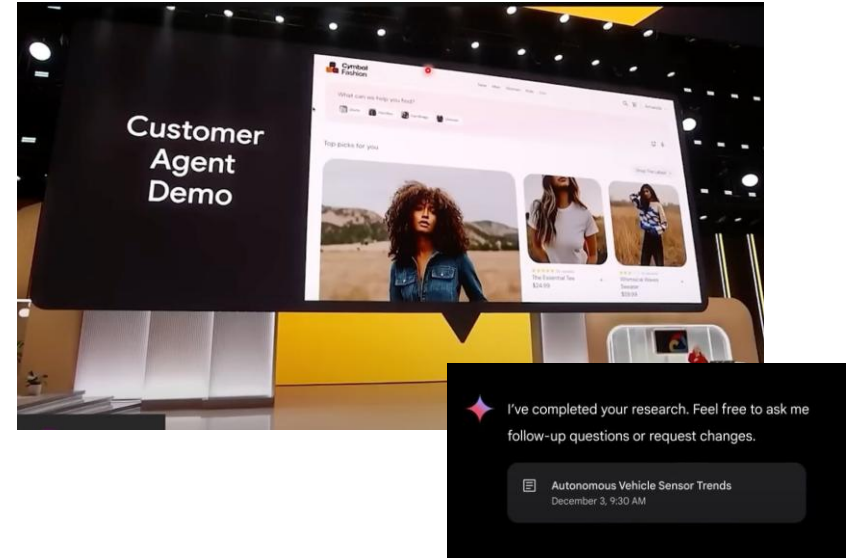 Customer
Agent
Demo
Cymbal
Fashion
What can we help you find?
Top picks for you
The Essential Tee
$24.99
Sweater
I've completed your research. Feel free to ask me
follow-up questions or request changes.
Autonomous Vehicle Sensor Trends
December 3, 9:30 AM